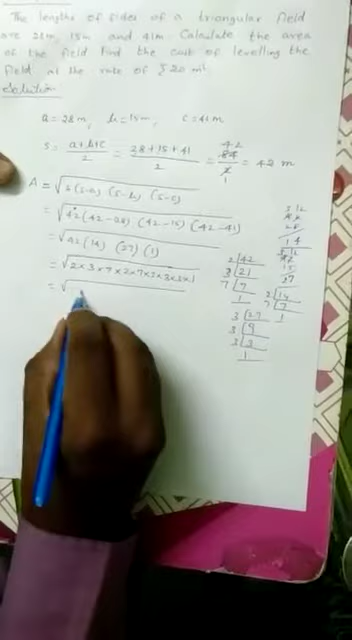 The lengths of sides of a triangular field
are 28m, 15m and 41m. Calculate the area
of the field find the cost of levelling the
field at the rate of ₹ 20 m²
Solution
a = 28m, b = 15m, c = 41m
S = a+b+c / 2 = 28+15+41 / 2 = 84 / 2 = 42 m
42
1
A = √s(s-a) (s-b) (s-c)
= √42 (42-28) (42-15) (42-41)
= √42 (14) (27) (1)
= √2×3×7×2×7×3×3×3×1
= √
14
27
2 42
3 21
7 7
1
2 14
7 7
1
3 27
3 9
3 3
1